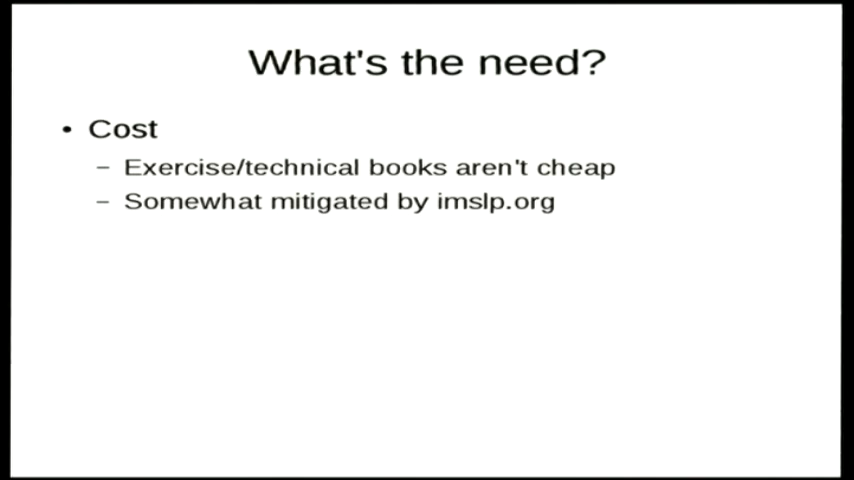 What's the need?
• Cost
– Exercise/technical books aren't cheap
– Somewhat mitigated by imslp.org